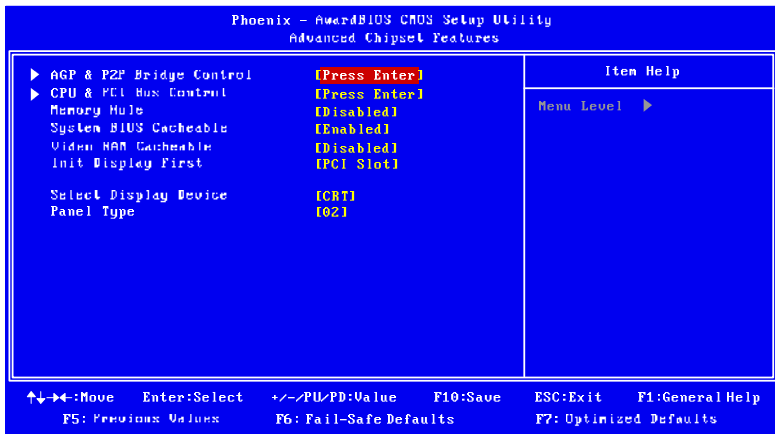 Phoenix - AwardBIOS CMOS Setup Utility
Advanced Chipset Features
▶ AGP & P2P Bridge Control [Press Enter]
▶ CPU & PCI Bus Control [Press Enter]
Memory Hole [Disabled]
System BIOS Cacheable [Enabled]
Video RAM Cacheable [Disabled]
Init Display First [PCI Slot]
Select Display Device [CRT]
Panel Type [02]
Item Help
Menu Level ▶
↑↓→←:Move Enter:Select +/-/PU/PD:Value F10:Save ESC:Exit F1:General Help
F5: Previous Values F6: Fail-Safe Defaults F7: Optimized Defaults